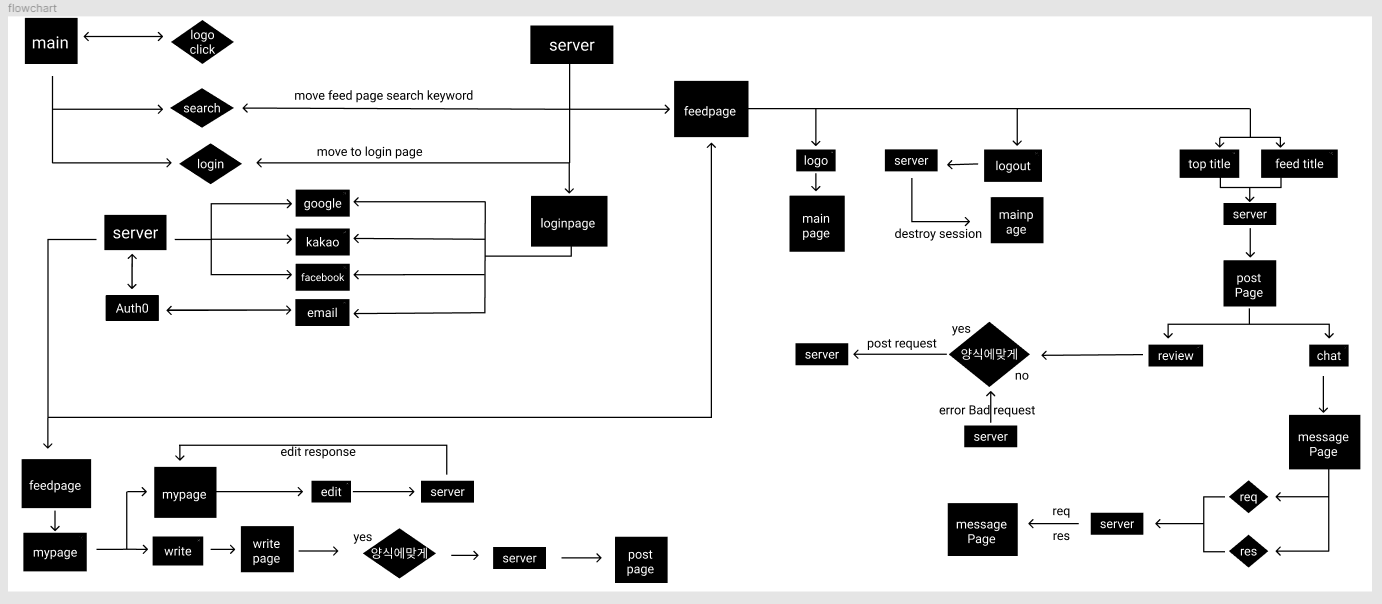 flowchart
main
logo
click
server
search
move feed page search keyword
feedpage
login
move to login page
google
kakao
facebook
email
server
Auth0
loginpage
logo
main
page
server
logout
destroy session
mainp
age
top title
feed title
server
post
Page
review
chat
yes
양식에맞게
no
post request
server
error Bad request
server
message
Page
req
res
server
req
res
message
Page
feedpage
mypage
edit response
mypage
edit
server
write
write
page
yes
양식에맞게
server
post
page